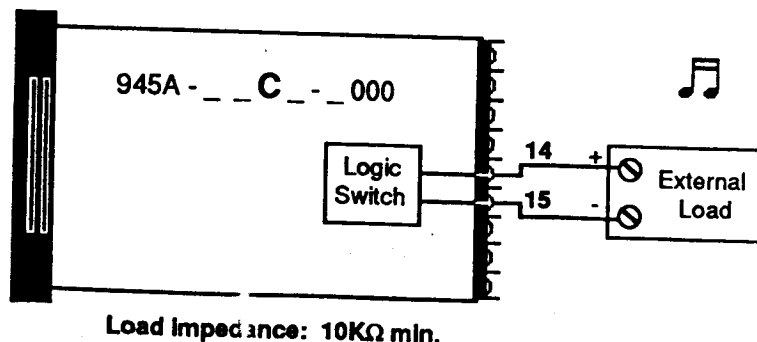 945A - _ _ C _ - _ 000
Logic
Switch
14
+
15
-
External
Load
Load impedance: 10KΩ min.